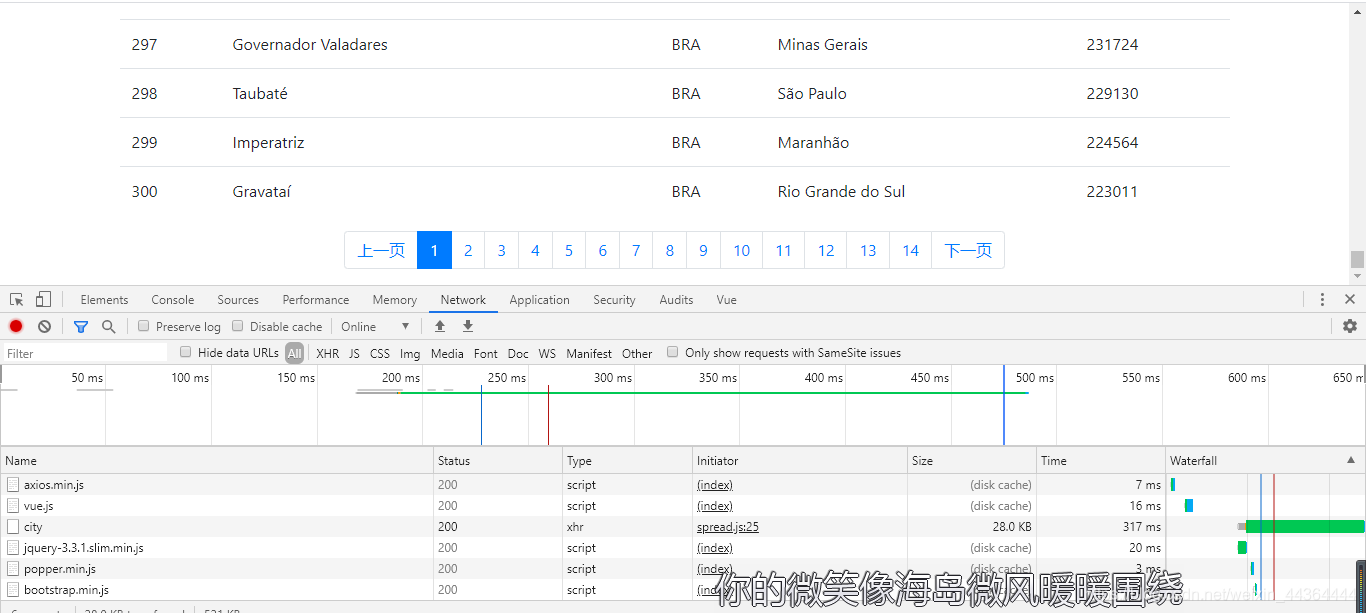 297 Governador Valadares BRA Minas Gerais 231724
298 Taubaté BRA São Paulo 229130
299 Imperatriz BRA Maranhão 224564
300 Gravataí BRA Rio Grande do Sul 223011
上一页 1 2 3 4 5 6 7 8 9 10 11 12 13 14 下一页
Elements Console Sources Performance Memory Network Application Security Audits Vue
Preserve log Disable cache Online
Filter Hide data URLs All XHR JS CSS Img Media Font Doc WS Manifest Other Only show requests with SameSite issues
50 ms 100 ms 150 ms 200 ms 250 ms 300 ms 350 ms 400 ms 450 ms 500 ms 550 ms 600 ms 650 m
Name Status Type Initiator Size Time Waterfall
axios.min.js 200 script (index) (disk cache) 7 ms
vue.js 200 script (index) (disk cache) 16 ms
city 200 xhr spread.js:25 28.0 KB 317 ms
jquery-3.3.1.slim.min.js 200 script (index) (disk cache) 20 ms
popper.min.js 200 script (index) (disk cache) 3 ms
bootstrap.min.js 200 script (index)
你的微笑像海岛微风暖暖围绕